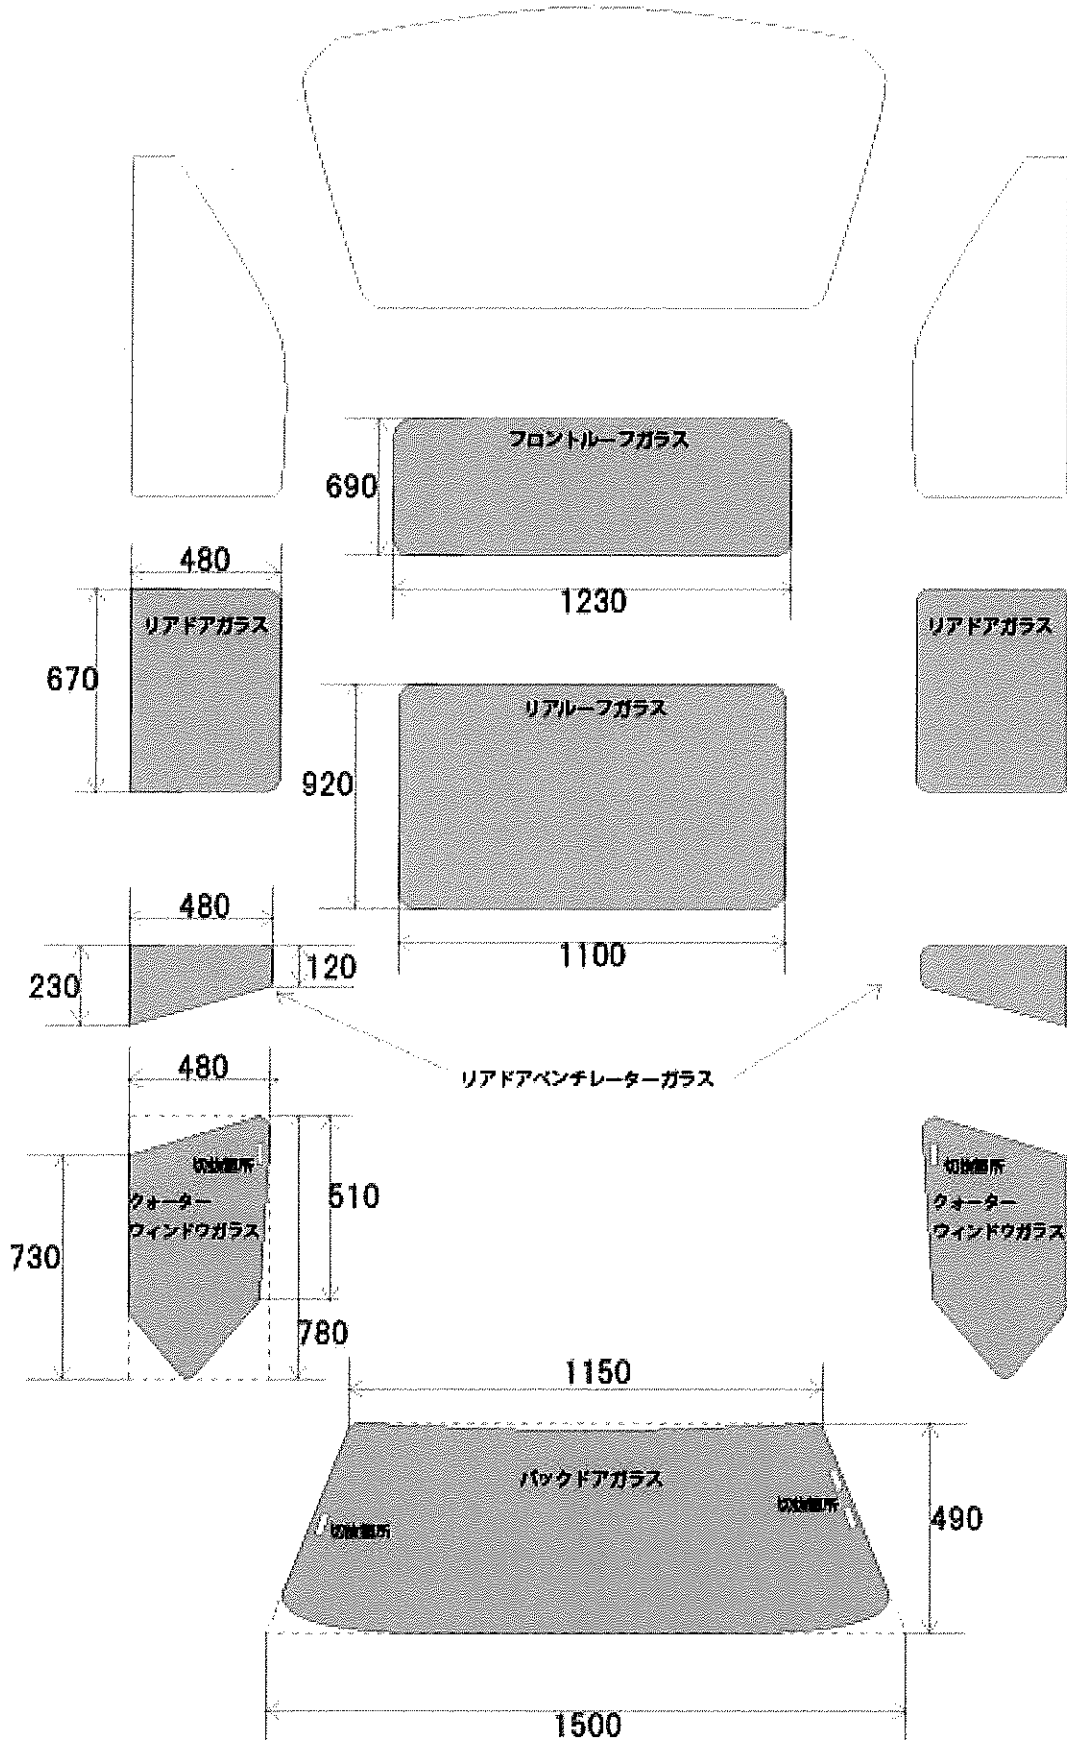 フロントルーフガラス
690
480
1230
リアドアガラス
リアドアガラス
670
リアルーフガラス
920
480
1100
120
230
480
リアドアベンチレーターガラス
切抜箇所
切抜箇所
510
クォーター
ウィンドウガラス
クォーター
ウィンドウガラス
730
780
1150
バックドアガラス
切抜箇所
490
切抜箇所
1500